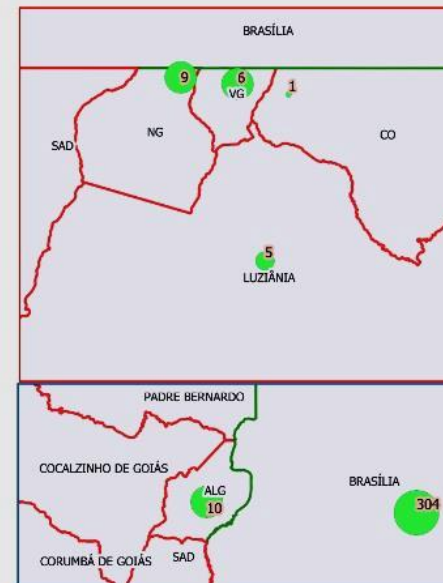 BRASÍLIA
9
6
VG
1
SAD
NG
CO
5
LUZIÂNIA
PADRE BERNARDO
COCALZINHO DE GOIÁS
ALG
10
BRASÍLIA
304
CORUMBÁ DE GOIÁS
SAD